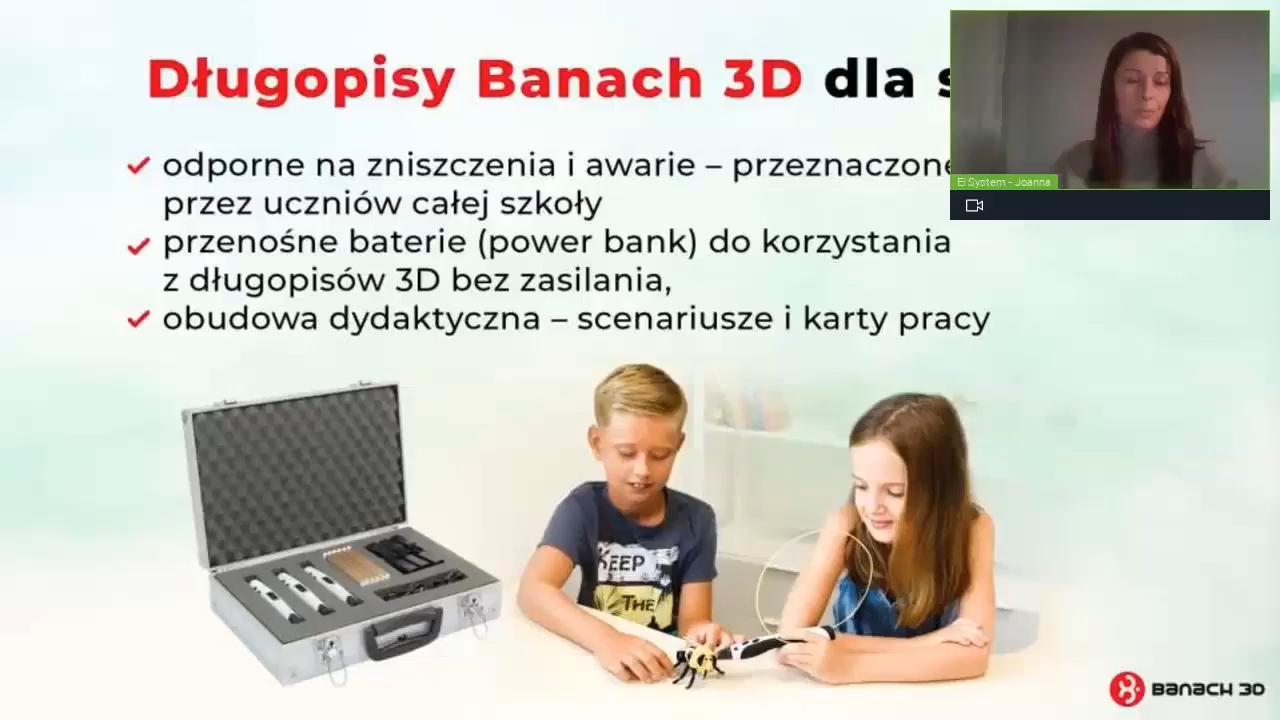 Długopisy Banach 3D dla
odporne na zniszczenia i awarie – przeznaczone
przez uczniów całej szkoły
przenośne baterie (power bank) do korzystania
z długopisów 3D bez zasilania,
obudowa dydaktyczna – scenariusze i karty pracy
Ei System - Joanna
KEEP
THE
BANACH 3D